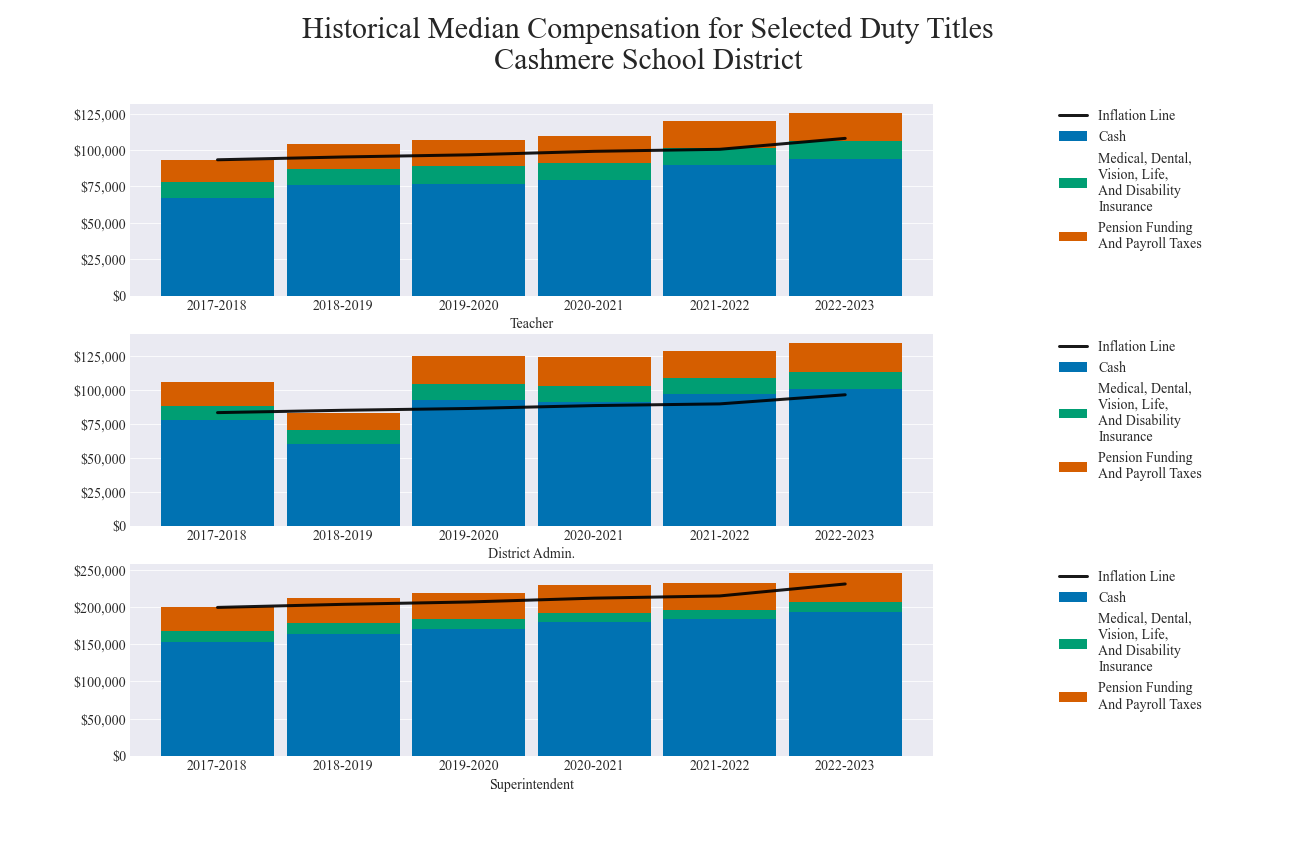 Historical Median Compensation for Selected Duty Titles
Cashmere School District
$125,000
$100,000
$75,000
$50,000
$25,000
$0
2017-2018
2018-2019
2019-2020
2020-2021
2021-2022
2022-2023
Teacher
Inflation Line
Cash
Medical, Dental,
Vision, Life,
And Disability
Insurance
Pension Funding
And Payroll Taxes
$125,000
$100,000
$75,000
$50,000
$25,000
$0
2017-2018
2018-2019
2019-2020
2020-2021
2021-2022
2022-2023
District Admin.
Inflation Line
Cash
Medical, Dental,
Vision, Life,
And Disability
Insurance
Pension Funding
And Payroll Taxes
$250,000
$200,000
$150,000
$100,000
$50,000
$0
2017-2018
2018-2019
2019-2020
2020-2021
2021-2022
2022-2023
Superintendent
Inflation Line
Cash
Medical, Dental,
Vision, Life,
And Disability
Insurance
Pension Funding
And Payroll Taxes